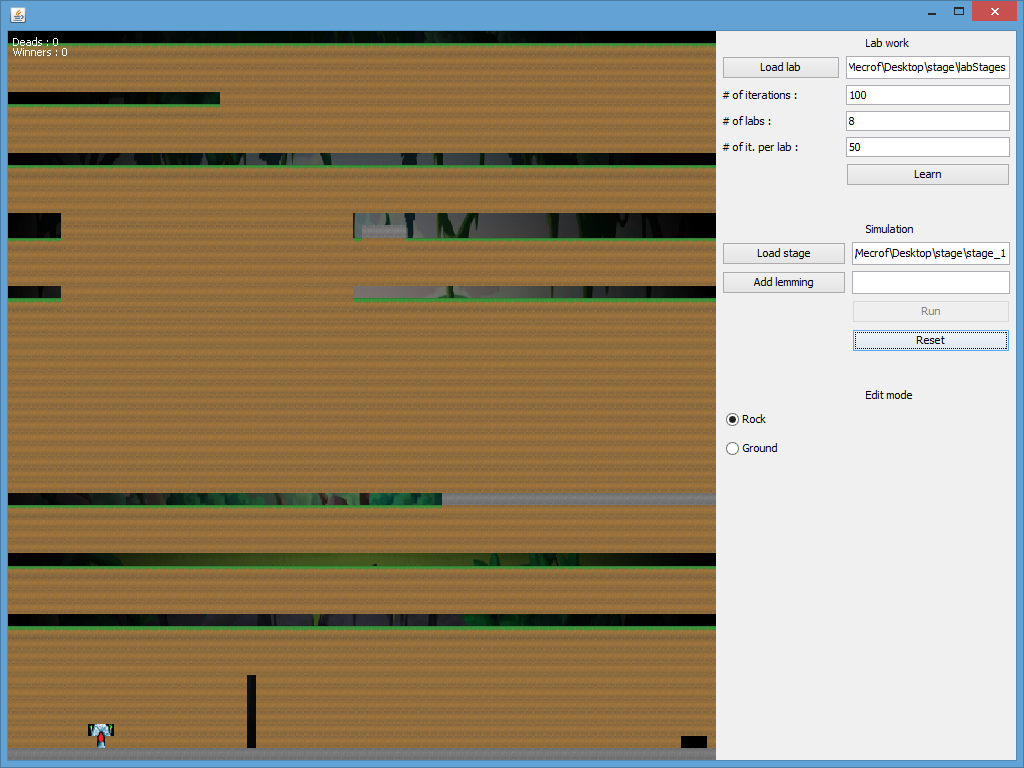 Deads : 0
Winners : 0
Lab work
Load lab
Mecrof\Desktop\stage\labStages
# of iterations :
100
# of labs :
8
# of it. per lab :
50
Learn
Simulation
Load stage
Mecrof\Desktop\stage\stage_1
Add lemming
Run
Reset
Edit mode
Rock
Ground